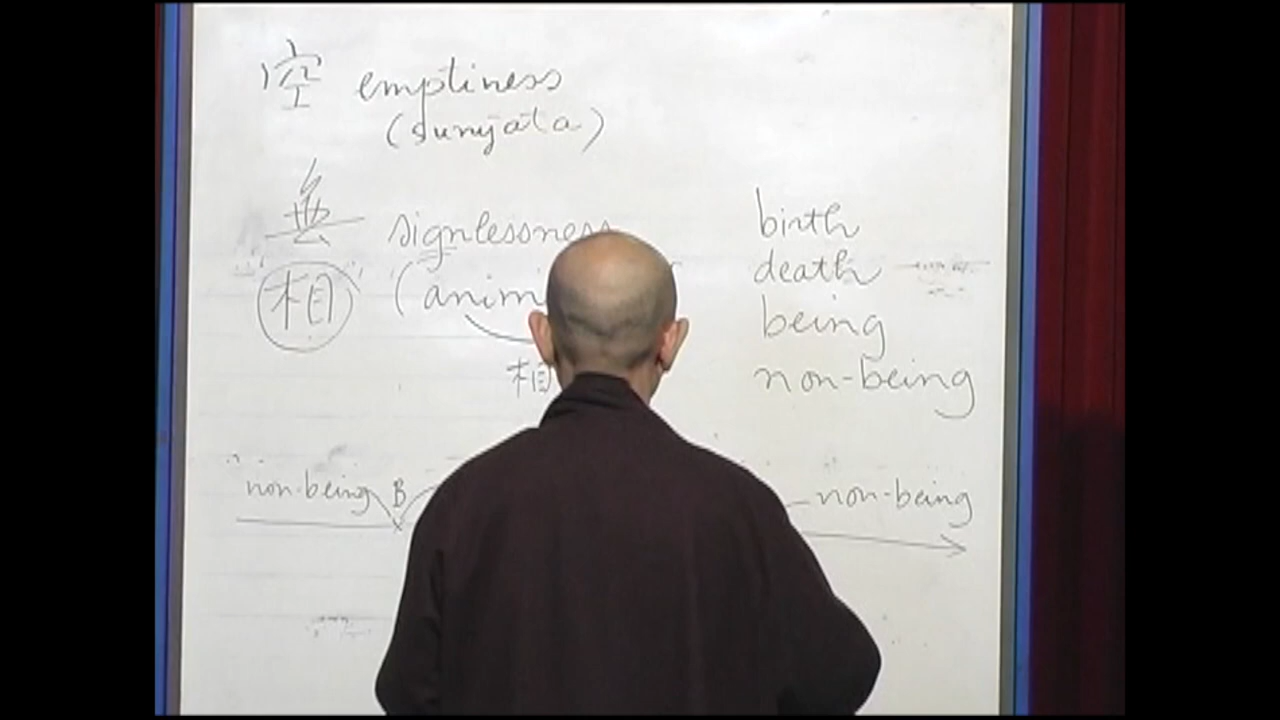 空 emptiness
(sunyata)
無 signlessness
相 (anim
相
birth
death
being
non-being
non-being B
non-being